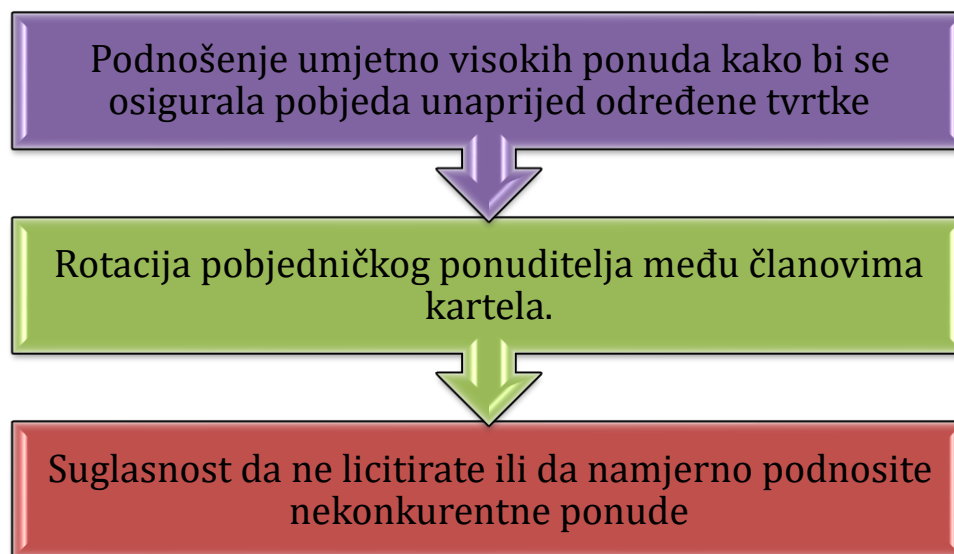 Podnošenje umjetno visokih ponuda kako bi se
osigurala pobjeda unaprijed određene tvrtke
Rotacija pobjedničkog ponuditelja među članovima
kartela.
Suglasnost da ne licitirate ili da namjerno podnosite
nekonkurentne ponude